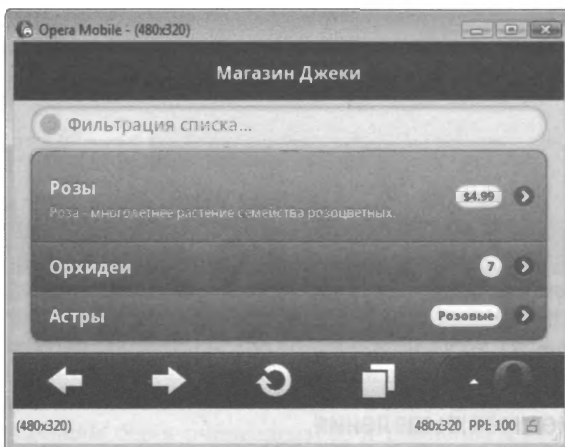 Opera Mobile - (480x320)
Магазин Джеки
Фильтрация списка...
Розы
Роза - многолетнее растение семейства розоцветных.
$4.99
Орхидеи
7
Астры
Розовые
(480x320)
480x320 PPI: 100